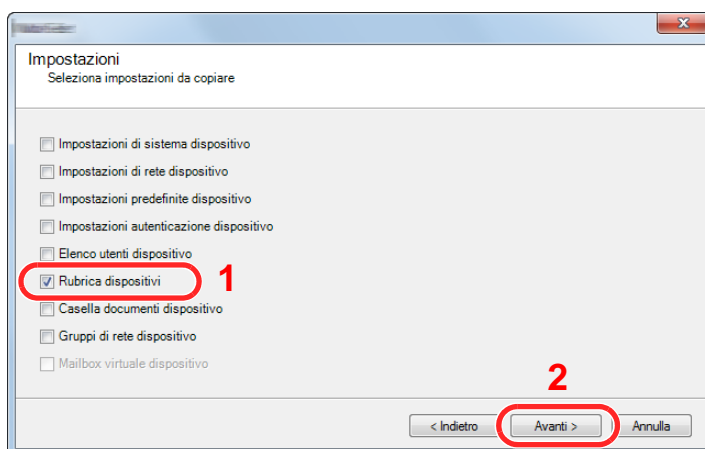 Impostazioni
Seleziona impostazioni da copiare
Impostazioni di sistema dispositivo
Impostazioni di rete dispositivo
Impostazioni predefinite dispositivo
Impostazioni autenticazione dispositivo
Elenco utenti dispositivo
Rubrica dispositivi 1
Casella documenti dispositivo
Gruppi di rete dispositivo
Mailbox virtuale dispositivo
2
< Indietro Avanti > Annulla